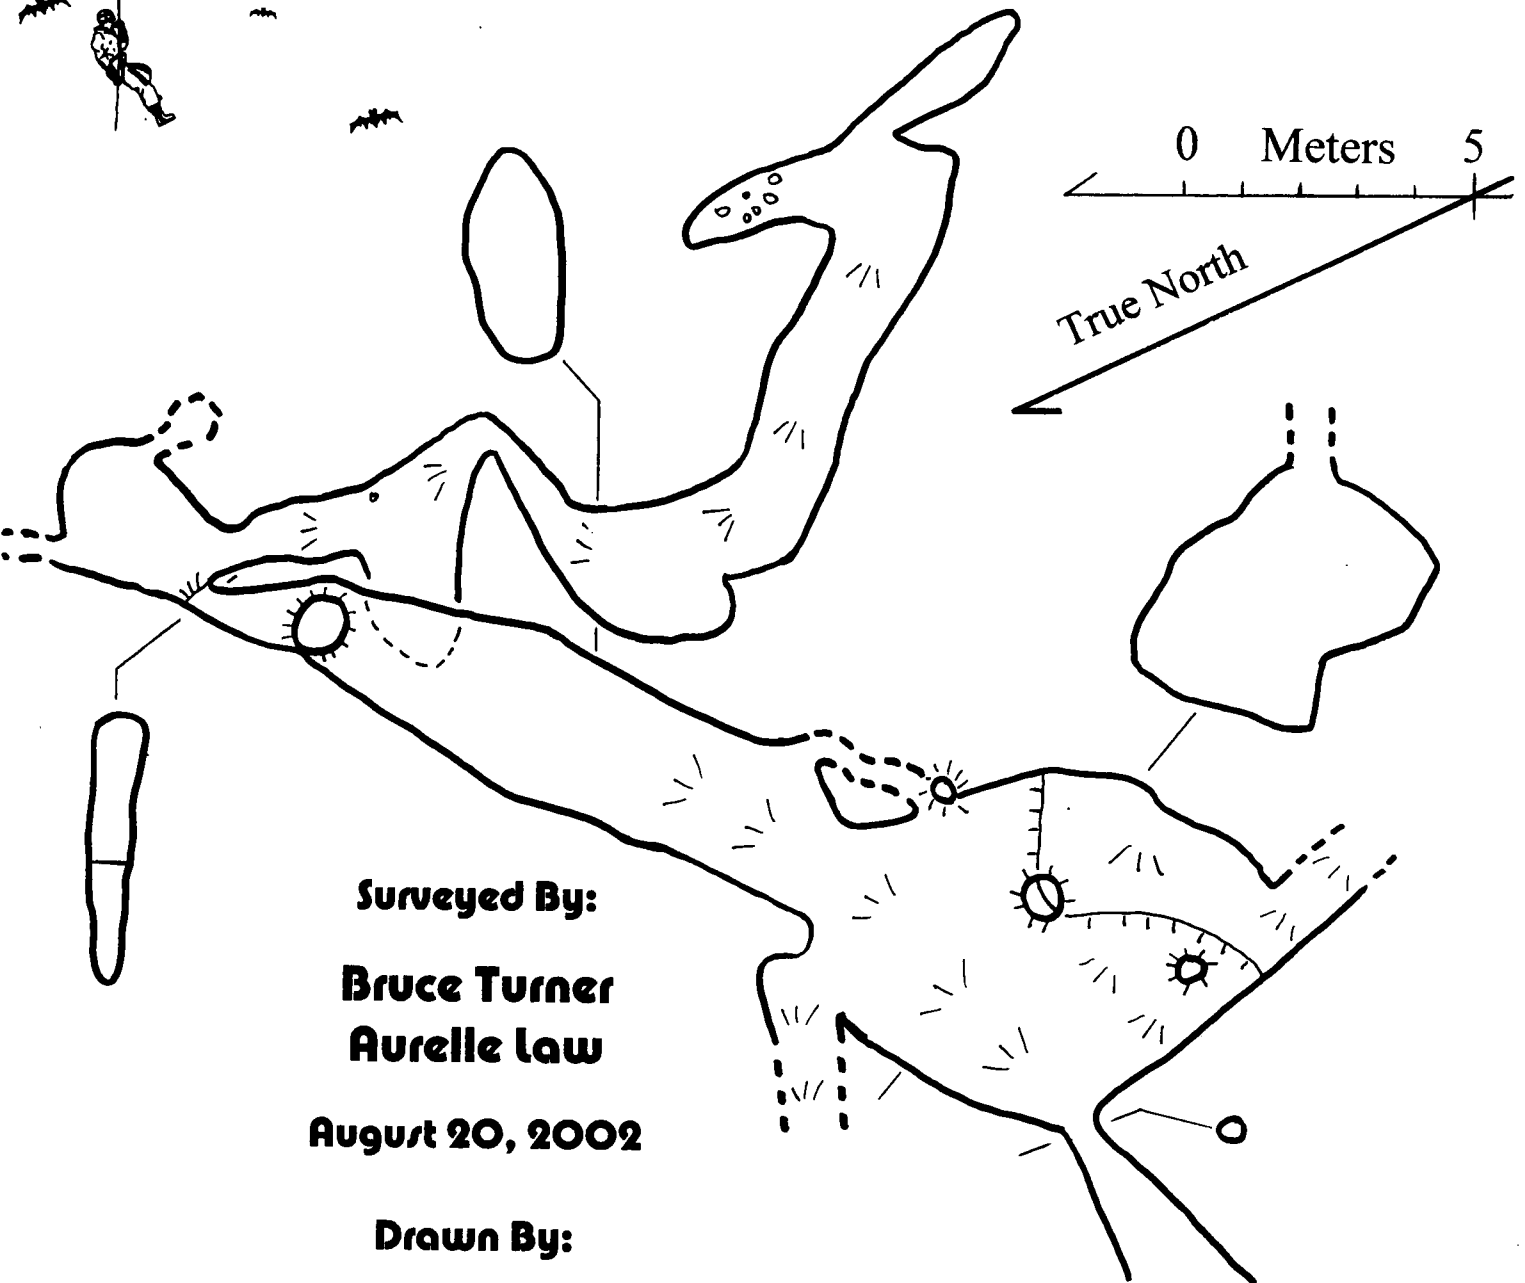 0 Meters 5
True North
Surveyed By:
Bruce Turner
Aurelle Law
August 20, 2002
Drawn By: